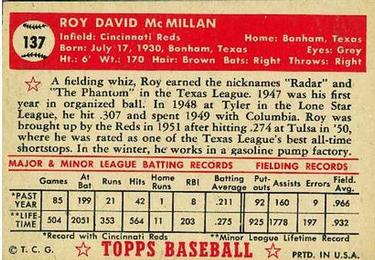 137
ROY DAVID McMILLAN
Infield: Cincinnati Reds Home: Bonham, Texas
Born: July 17, 1930, Bonham, Texas Eyes: Grey
Ht.: 6' Wt.: 170 Hair: Brown Bats: Right Throws: Right
A fielding whiz, Roy earned the nicknames "Radar" and
"The Phantom" in the Texas League. 1947 was his first
year in organized ball. In 1948 at Tyler in the Lone Star
League, he hit .307 and spent 1949 with Columbia. Roy was
brought up by the Reds in 1951 after hitting .274 at Tulsa in '50,
where he was rated as one of the Texas League's best all-time
shortstops. In the winter, he works in a gasoline pump factory.
MAJOR & MINOR LEAGUE BATTING RECORDS FIELDING RECORDS
Games At Bat Runs Hits Home Runs RBI Batting Avg. Put-outs Assists Errors Field. Avg.
*PAST YEAR 85 199 21 42 1 8 .211 92 160 9 .966
**LIFE-TIME 504 2051 353 564 11 203 .275 925 1778 197 .932
*Record with Cincinnati Reds **Minor League Lifetime Record
© T. C. G. TOPPS BASEBALL PRTD. IN U.S.A.